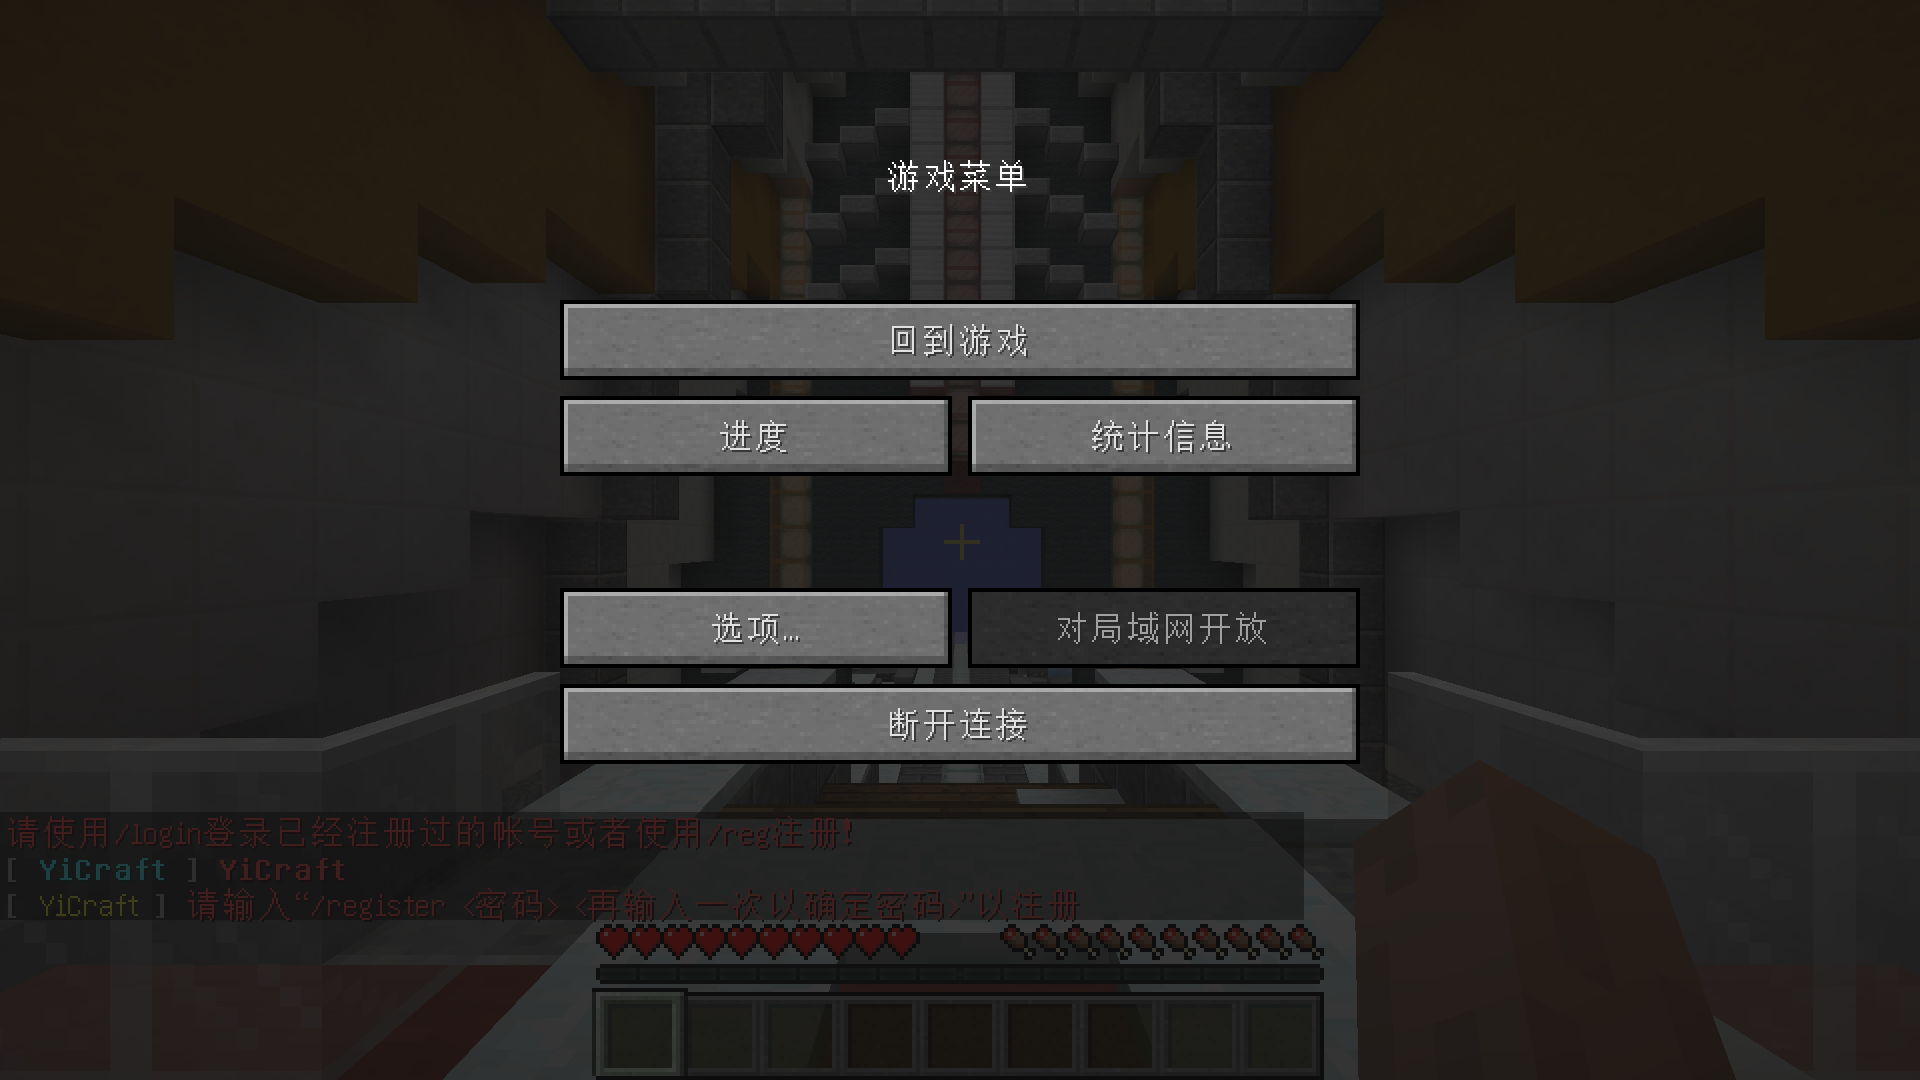 游戏菜单
回到游戏
进度
统计信息
选项...
对局域网开放
断开连接
请使用/login登录已经注册过的帐号或者使用/reg注册!
[ YiCraft ] YiCraft
[ YiCraft ] 请输入“/register <密码> <再输入一次以确定密码>”以注册